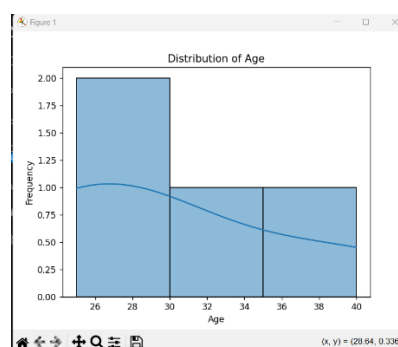 Figure 1
Distribution of Age
2.00
1.75
1.50
1.25
1.00
0.75
0.50
0.25
0.00
Frequency
26 28 30 32 34 36 38 40
Age
(x, y) = (28.64, 0.336